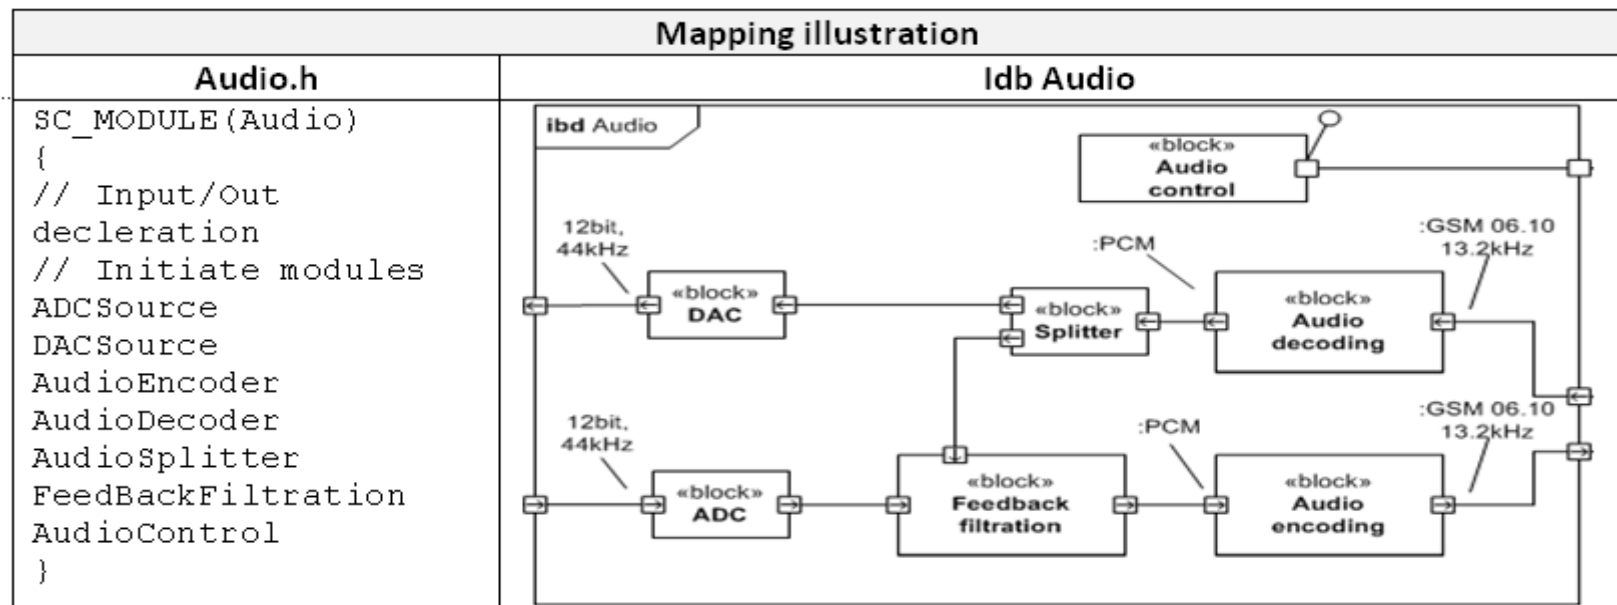 Mapping illustration
Audio.h
Idb Audio
SC_MODULE(Audio)
{
// Input/Out
decleration
// Initiate modules
ADCSource
DACSource
AudioEncoder
AudioDecoder
AudioSplitter
FeedBackFiltration
AudioControl
}
ibd Audio
«block»
Audio
control
12bit,
44kHz
:PCM
:GSM 06.10
13.2kHz
«block»
DAC
«block»
Splitter
«block»
Audio
decoding
12bit,
44kHz
:PCM
:GSM 06.10
13.2kHz
«block»
ADC
«block»
Feedback
filtration
«block»
Audio
encoding